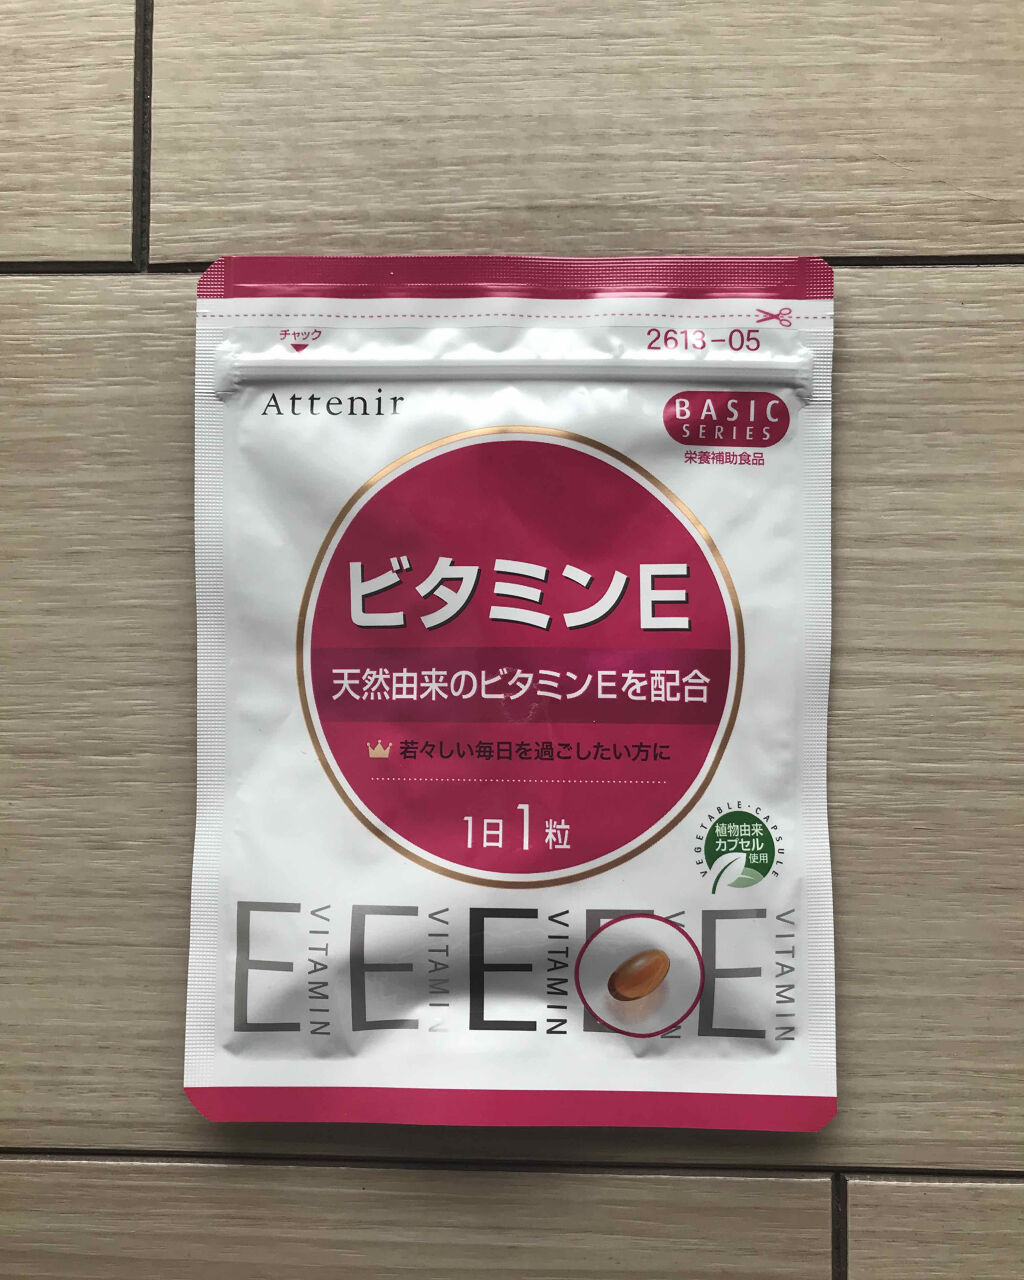 チャック
2613-05
Attenir
BASIC
SERIES
栄養補助食品
ビタミンE
天然由来のビタミンEを配合
若々しい毎日を過ごしたい方に
1日1粒
VEGETABLE・CAPSULE
植物由来
カプセル
使用
E VITAMIN E VITAMIN E VITAMIN E VITAMIN